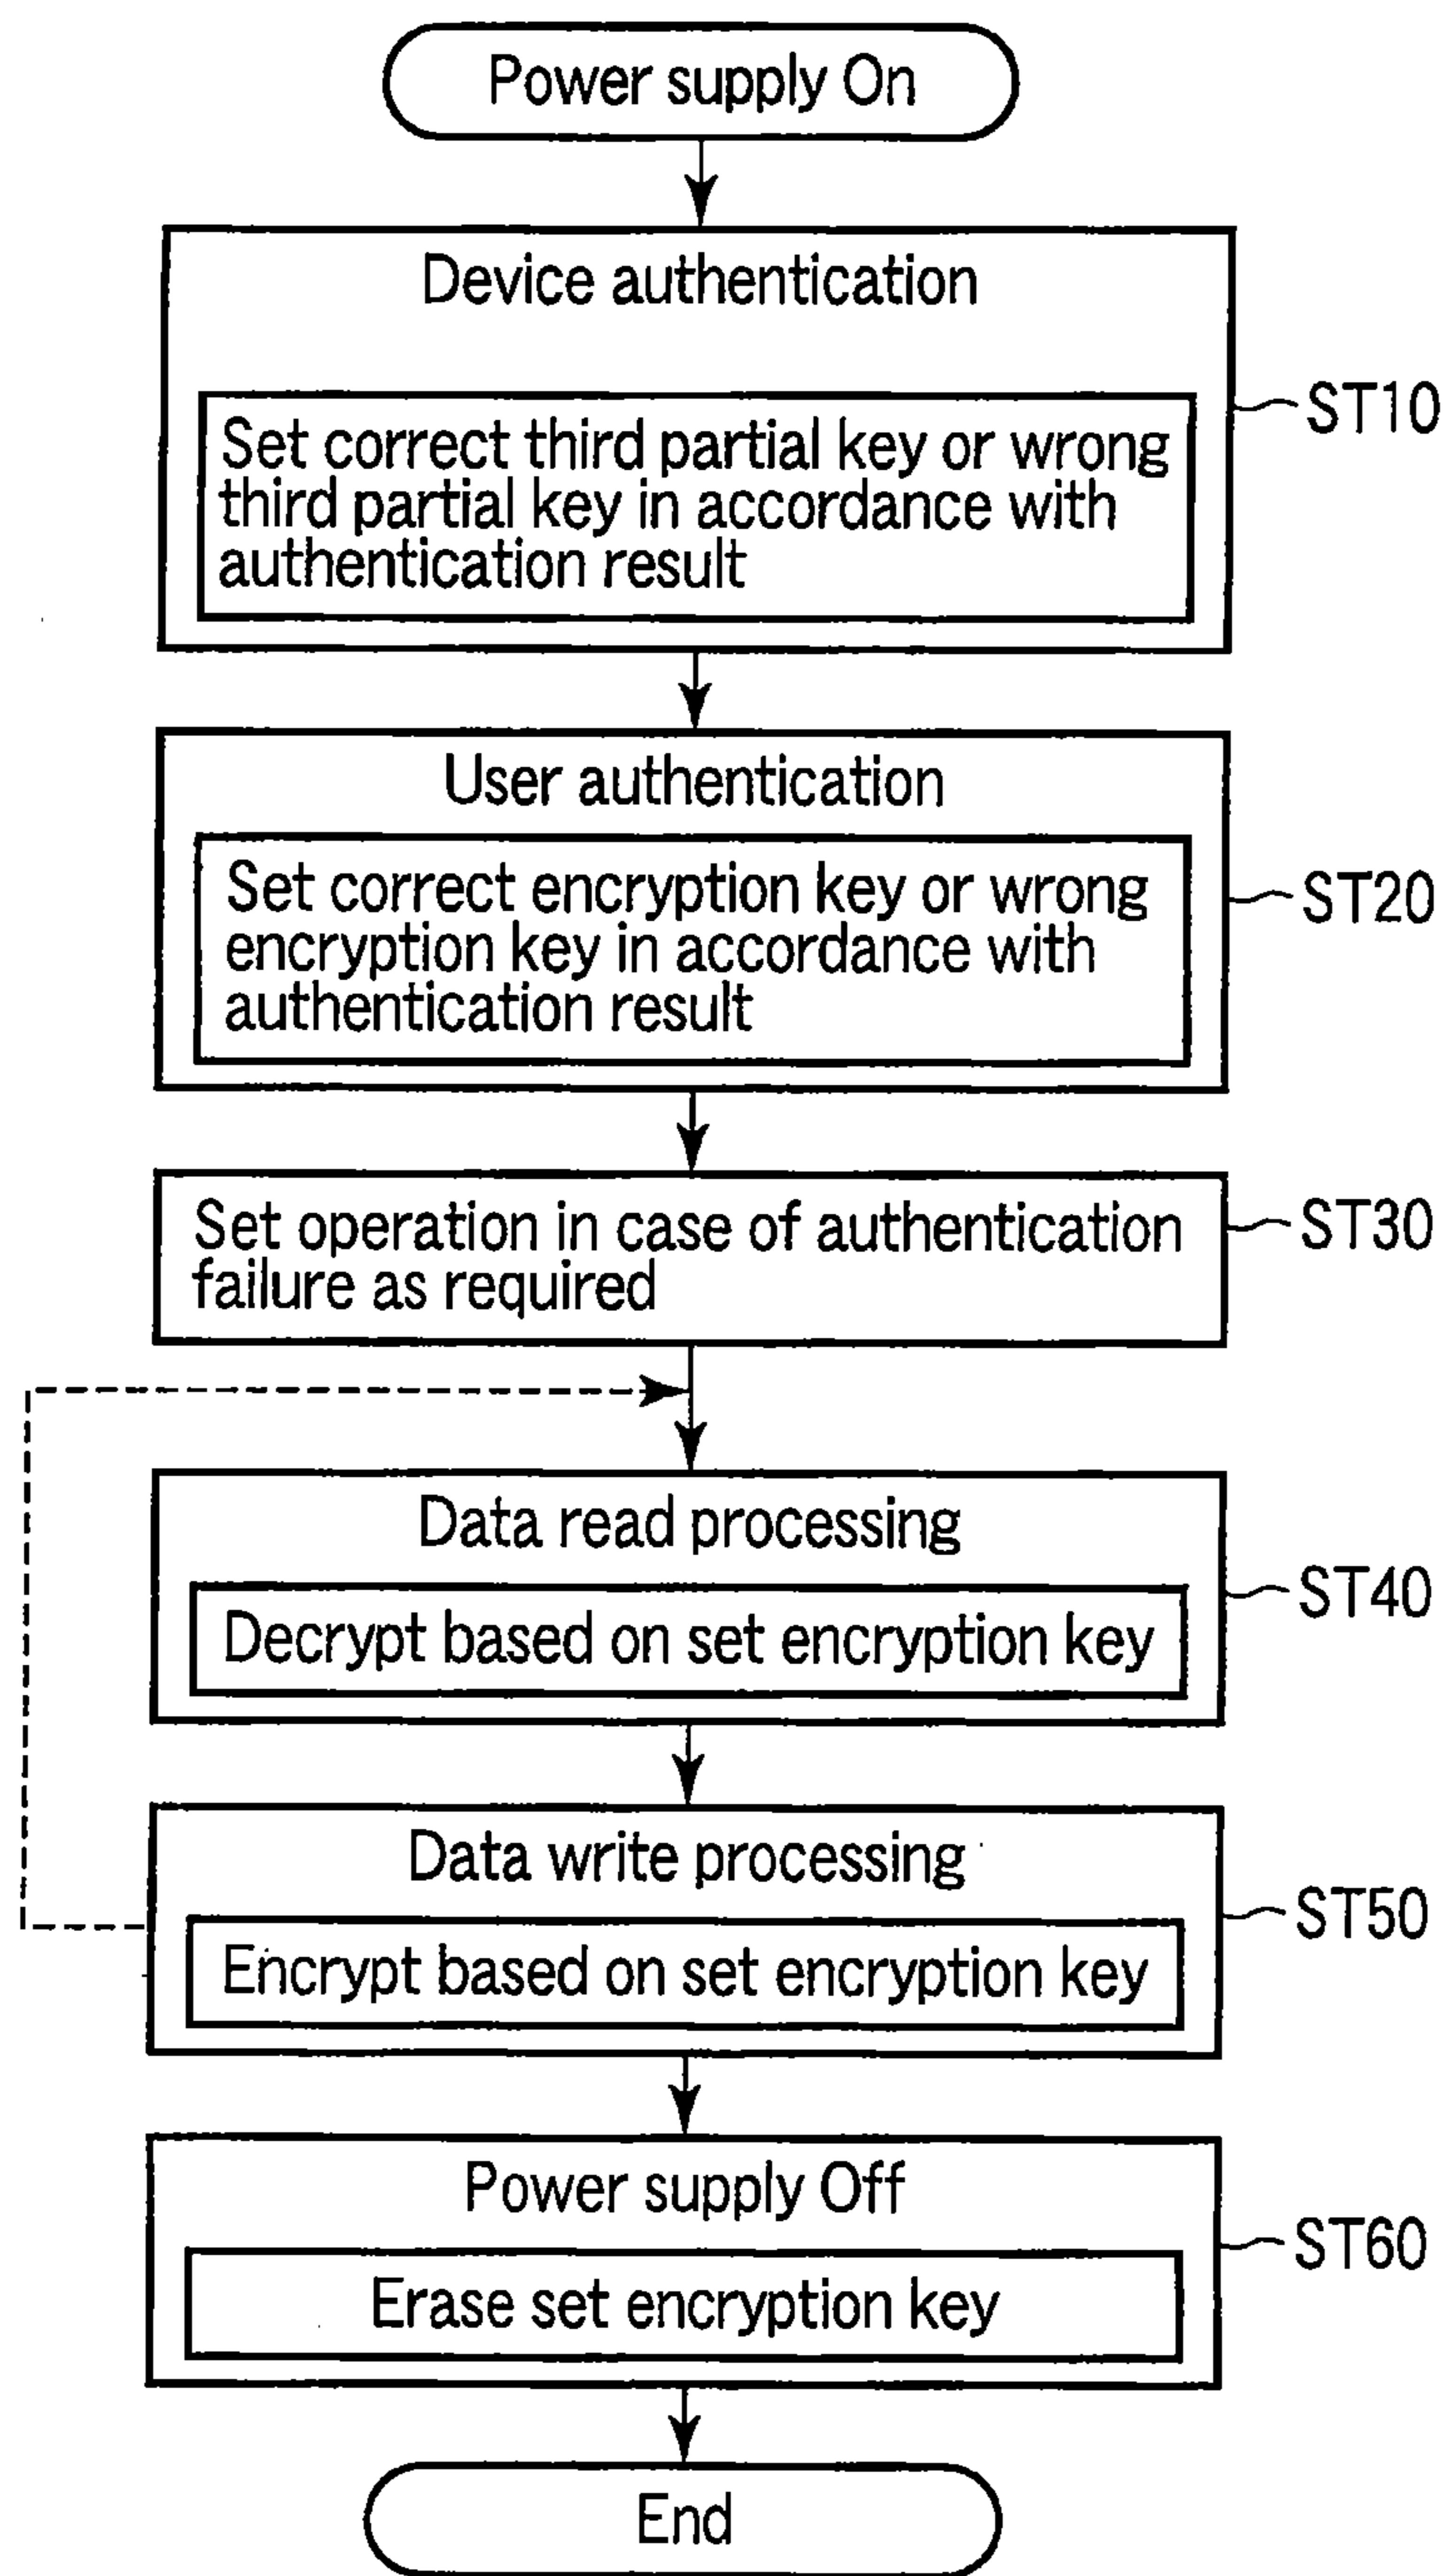 Power supply On
Device authentication
Set correct third partial key or wrong
third partial key in accordance with
authentication result
ST10
User authentication
Set correct encryption key or wrong
encryption key in accordance with
authentication result
ST20
Set operation in case of authentication
failure as required
ST30
Data read processing
Decrypt based on set encryption key
ST40
Data write processing
Encrypt based on set encryption key
ST50
Power supply Off
Erase set encryption key
ST60
End